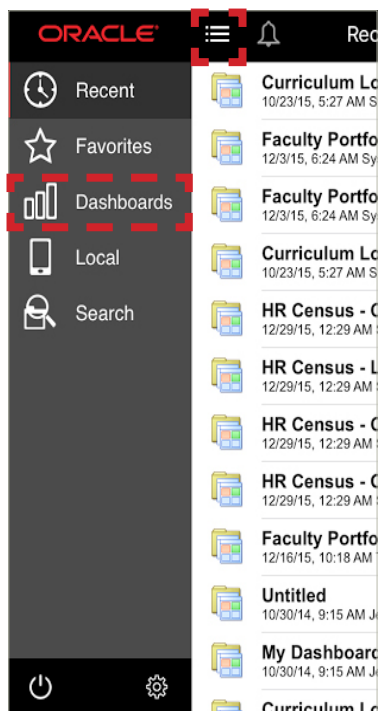 ORACLE
Rec
Recent
Favorites
Dashboards
Local
Search
Curriculum Lo
10/23/15, 5:27 AM S
Faculty Portfo
12/3/15, 6:24 AM Sy
Faculty Portfo
12/3/15, 6:24 AM Sy
Curriculum Lo
10/23/15, 5:27 AM S
HR Census - 
12/29/15, 12:29 AM
HR Census - L
12/29/15, 12:29 AM
HR Census - 
12/29/15, 12:29 AM
HR Census - 
12/29/15, 12:29 AM
Faculty Portfo
12/16/15, 10:18 AM
Untitled
10/30/14, 9:15 AM J
My Dashboard
10/30/14, 9:15 AM J
Curriculum Lo